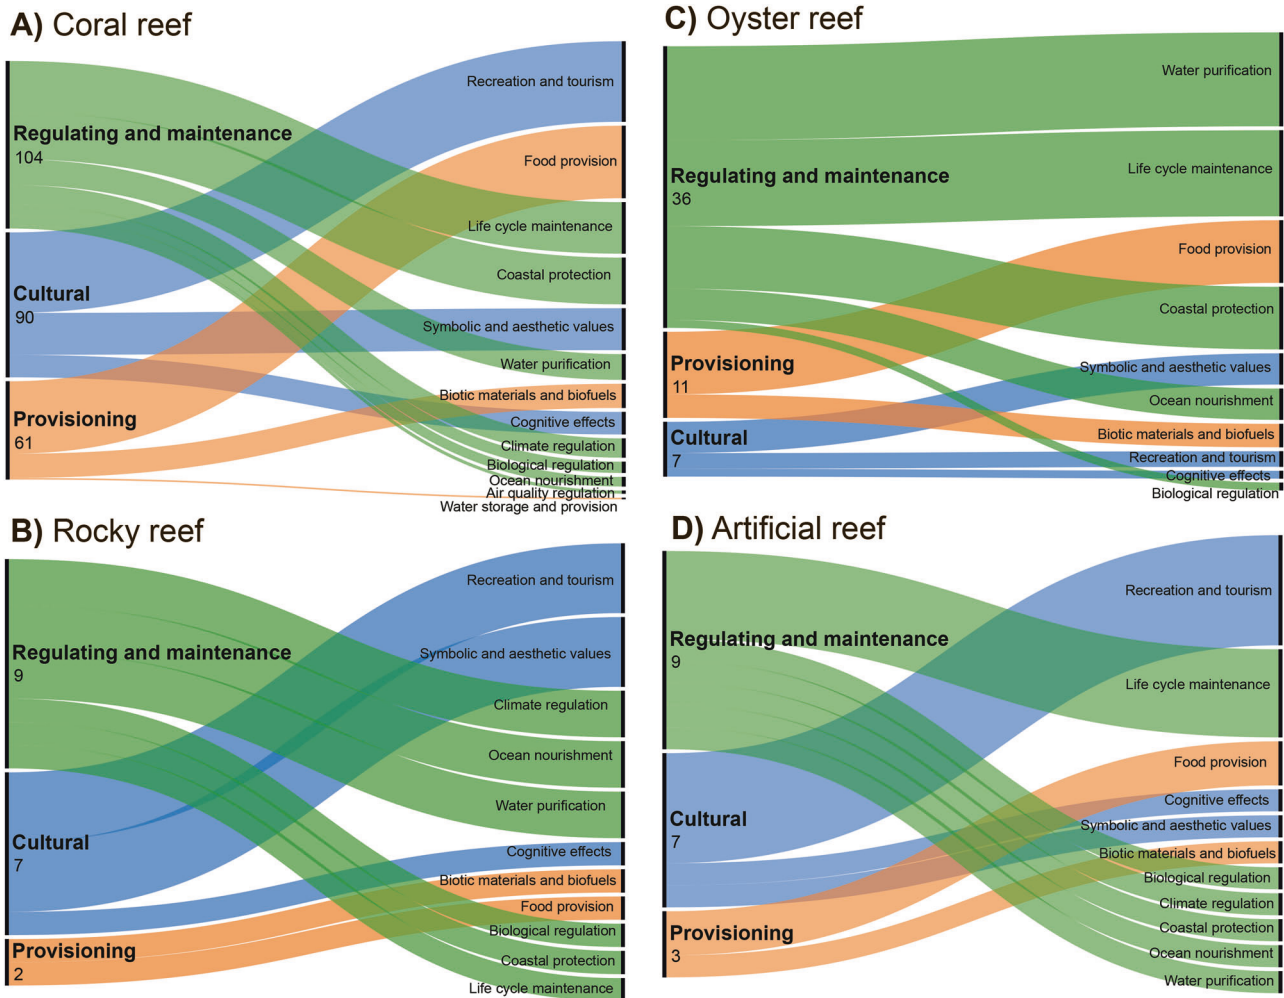 A) Coral reef
Regulating and maintenance
104
Cultural
90
Provisioning
61
Recreation and tourism
Food provision
Life cycle maintenance
Coastal protection
Symbolic and aesthetic values
Water purification
Biotic materials and biofuels
Cognitive effects
Climate regulation
Biological regulation
Ocean nourishment
Air quality regulation
Water storage and provision
B) Rocky reef
Regulating and maintenance
9
Cultural
7
Provisioning
2
Recreation and tourism
Symbolic and aesthetic values
Climate regulation
Ocean nourishment
Water purification
Cognitive effects
Biotic materials and biofuels
Food provision
Biological regulation
Coastal protection
Life cycle maintenance
C) Oyster reef
Regulating and maintenance
36
Provisioning
11
Cultural
7
Water purification
Life cycle maintenance
Food provision
Coastal protection
Symbolic and aesthetic values
Ocean nourishment
Biotic materials and biofuels
Recreation and tourism
Cognitive effects
Biological regulation
D) Artificial reef
Regulating and maintenance
9
Cultural
7
Provisioning
3
Recreation and tourism
Life cycle maintenance
Food provision
Cognitive effects
Symbolic and aesthetic values
Biotic materials and biofuels
Biological regulation
Climate regulation
Coastal protection
Ocean nourishment
Water purification